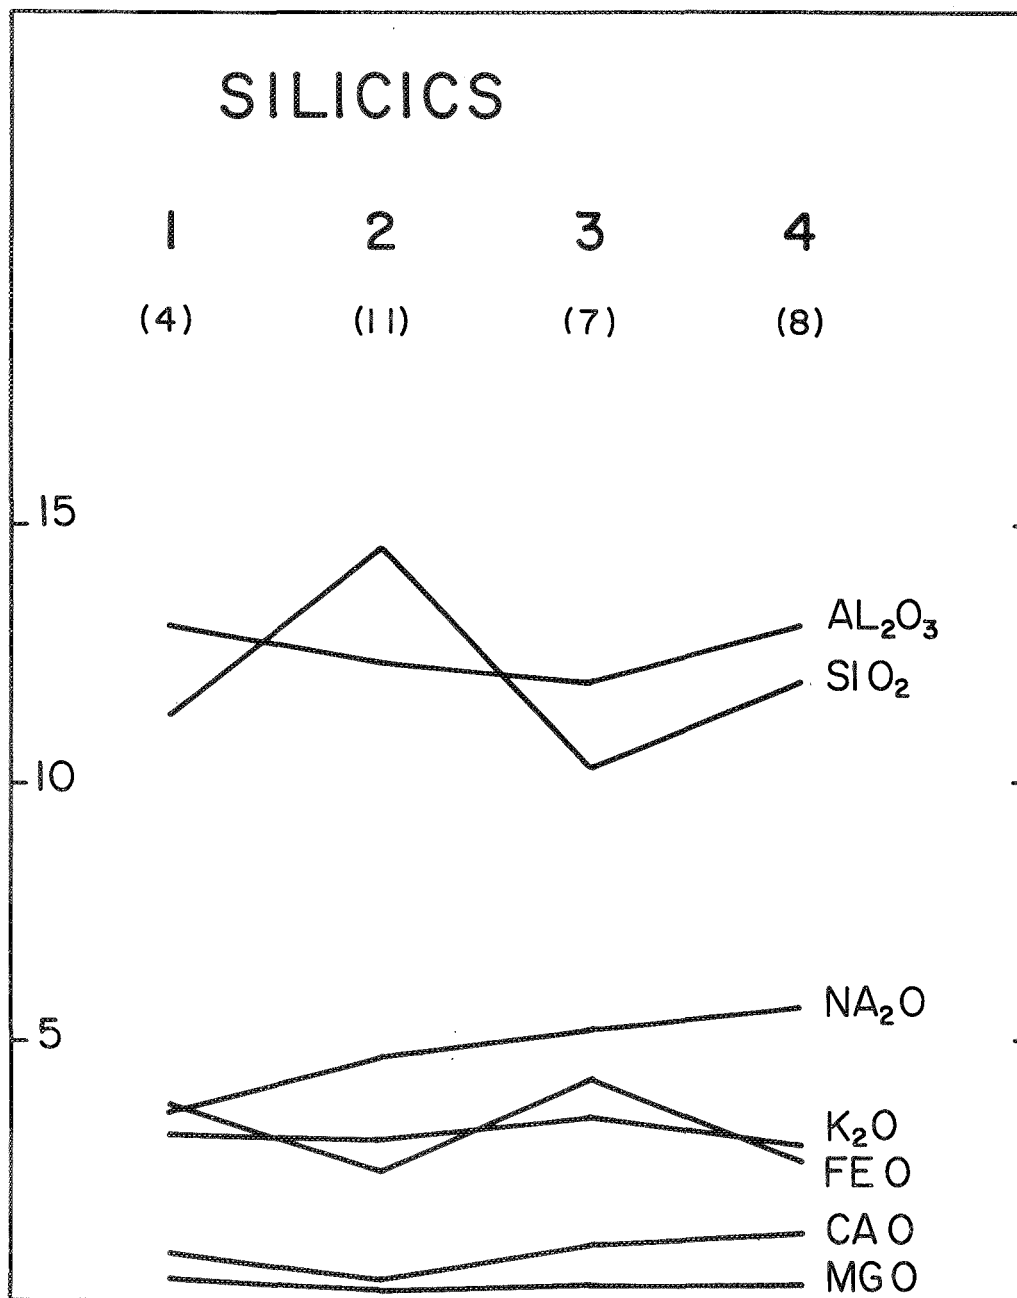 SILICICS
1 2 3 4
(4) (11) (7) (8)
15
AL₂O₃
SIO₂
10
NA₂O
5
K₂O
FEO
CAO
MGO